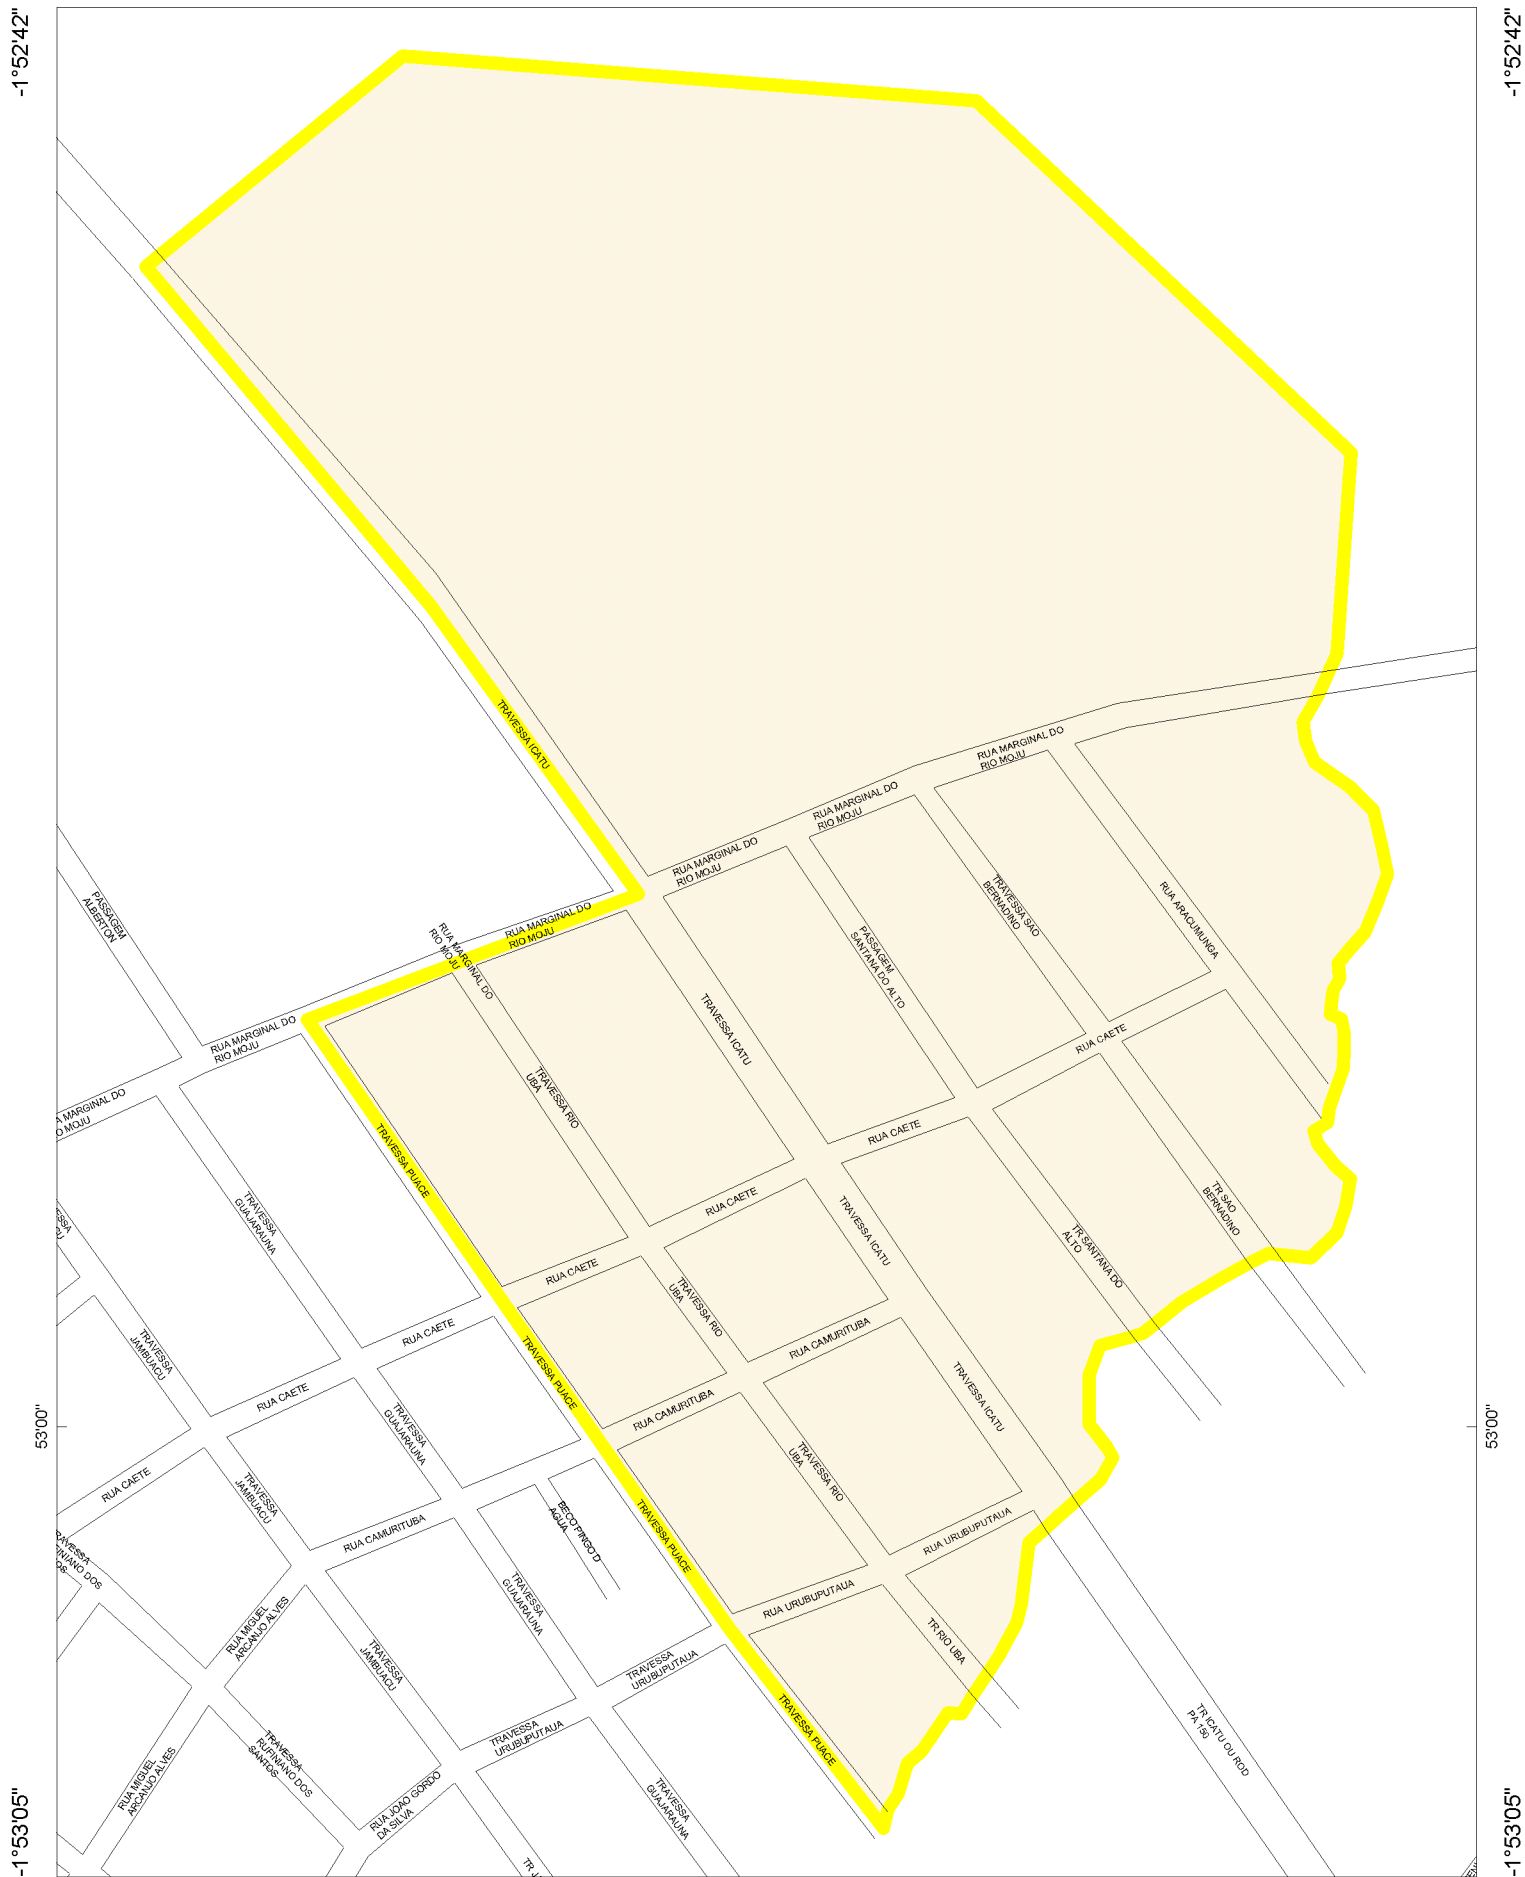 -1°52'42"
-1°52'42"
TRAVESSA ICATU
RUA MARGINAL DO
RIO MOJU
RUA MARGINAL DO
RIO MOJU
RUA MARGINAL DO
RIO MOJU
PASSAGEM
ALBERTON
RUA MARGINAL DO
RIO MOJU
RUA MARGINAL DO
RIO MOJU
TRAVESSA SAO
BERNADINO
RUA ARACUMUNGA
PASSAGEM
SANTANA DO ALTO
TRAVESSA ICATU
RUA MARGINAL DO
RIO MOJU
RUA CAETE
MARGINAL DO
MOJU
TRAVESSA PUACE
TRAVESSA RIO
UBA
RUA CAETE
TRAVESSA
GUAJARAUNA
RUA CAETE
TRAVESSA ICATU
TR SAO
BERNADINO
TR SANTANA DO
ALTO
RUA CAETE
TRAVESSA RIO
UBA
RUA CAETE
RUA CAMURITUBA
TRAVESSA
JAMBUACU
TRAVESSA PUACE
RUA CAETE
TRAVESSA ICATU
RUA CAMURITUBA
TRAVESSA
GUAJARAUNA
53'00"
53'00"
RUA CAETE
TRAVESSA
JAMBUACU
TRAVESSA RIO
UBA
BECO PINGO D
AGUA
TRAVESSA PUACE
RUA CAMURITUBA
RUA URUBUPUTAUA
TRAVESSA
GUAJARAUNA
RUA URUBUPUTAUA
RUA MIGUEL
ARCANJO ALVES
TR RIO UBA
TRAVESSA
JAMBUACU
TRAVESSA
URUBUPUTAUA
TRAVESSA PUACE
TRAVESSA
URUBUPUTAUA
TR ICATU OU ROD
PA 150
TRAVESSA
RUFINIANO DOS
SANTOS
RUA MIGUEL
ARCANJO ALVES
RUA JOAO GORDO
DA SILVA
TRAVESSA
GUAJARAUNA
-1°53'05"
-1°53'05"